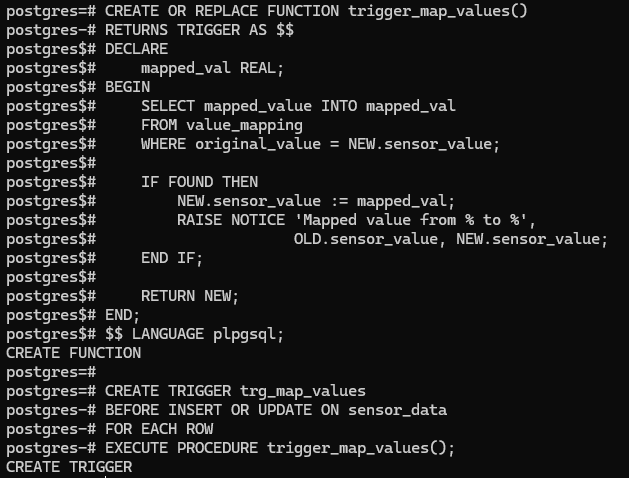 postgres=# CREATE OR REPLACE FUNCTION trigger_map_values()
postgres-# RETURNS TRIGGER AS $$
postgres$# DECLARE
postgres$#     mapped_val REAL;
postgres$# BEGIN
postgres$#     SELECT mapped_value INTO mapped_val
postgres$#     FROM value_mapping
postgres$#     WHERE original_value = NEW.sensor_value;
postgres$#
postgres$#     IF FOUND THEN
postgres$#         NEW.sensor_value := mapped_val;
postgres$#         RAISE NOTICE 'Mapped value from % to %',
postgres$#                      OLD.sensor_value, NEW.sensor_value;
postgres$#     END IF;
postgres$#
postgres$#     RETURN NEW;
postgres$# END;
postgres$# $$ LANGUAGE plpgsql;
CREATE FUNCTION
postgres=#
postgres=# CREATE TRIGGER trg_map_values
postgres-# BEFORE INSERT OR UPDATE ON sensor_data
postgres-# FOR EACH ROW
postgres-# EXECUTE PROCEDURE trigger_map_values();
CREATE TRIGGER